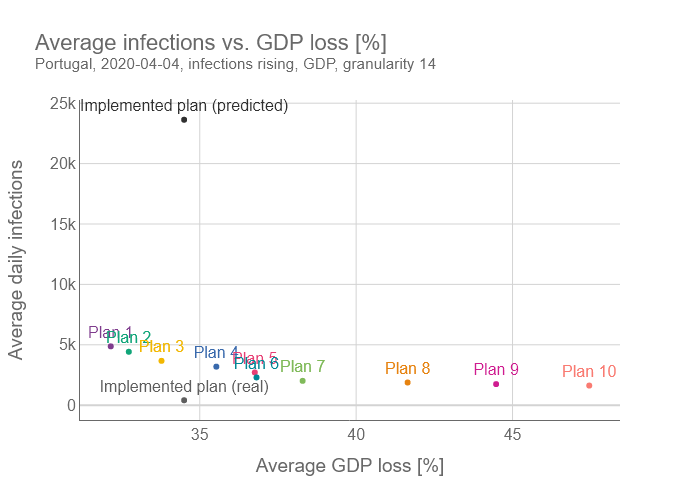 Average infections vs. GDP loss [%]
Portugal, 2020-04-04, infections rising, GDP, granularity 14
25k
Implemented plan (predicted)
20k
15k
10k
Plan 1
Plan 2
Plan 3
5k
Plan 4
Plan 5
Plan 6
Plan 7
Plan 8
Plan 9
Plan 10
Implemented plan (real)
0
35
40
45
Average GDP loss [%]
Average daily infections